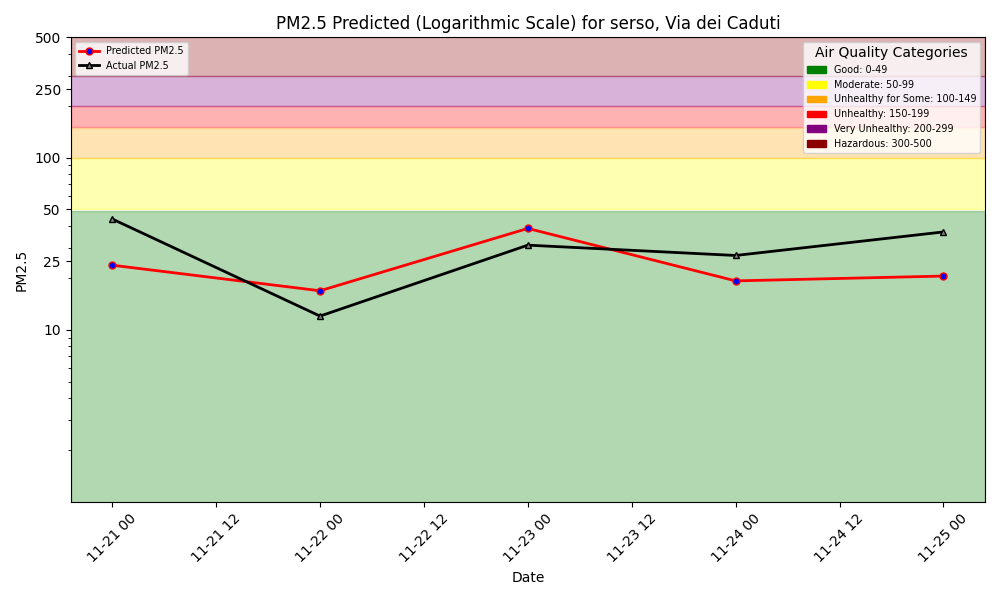 PM2.5 Predicted (Logarithmic Scale) for serso, Via dei Caduti
Predicted PM2.5
Actual PM2.5
Air Quality Categories
Good: 0-49
Moderate: 50-99
Unhealthy for Some: 100-149
Unhealthy: 150-199
Very Unhealthy: 200-299
Hazardous: 300-500
500
250
100
50
25
10
PM2.5
11-21 00
11-21 12
11-22 00
11-22 12
11-23 00
11-23 12
11-24 00
11-24 12
11-25 00
Date